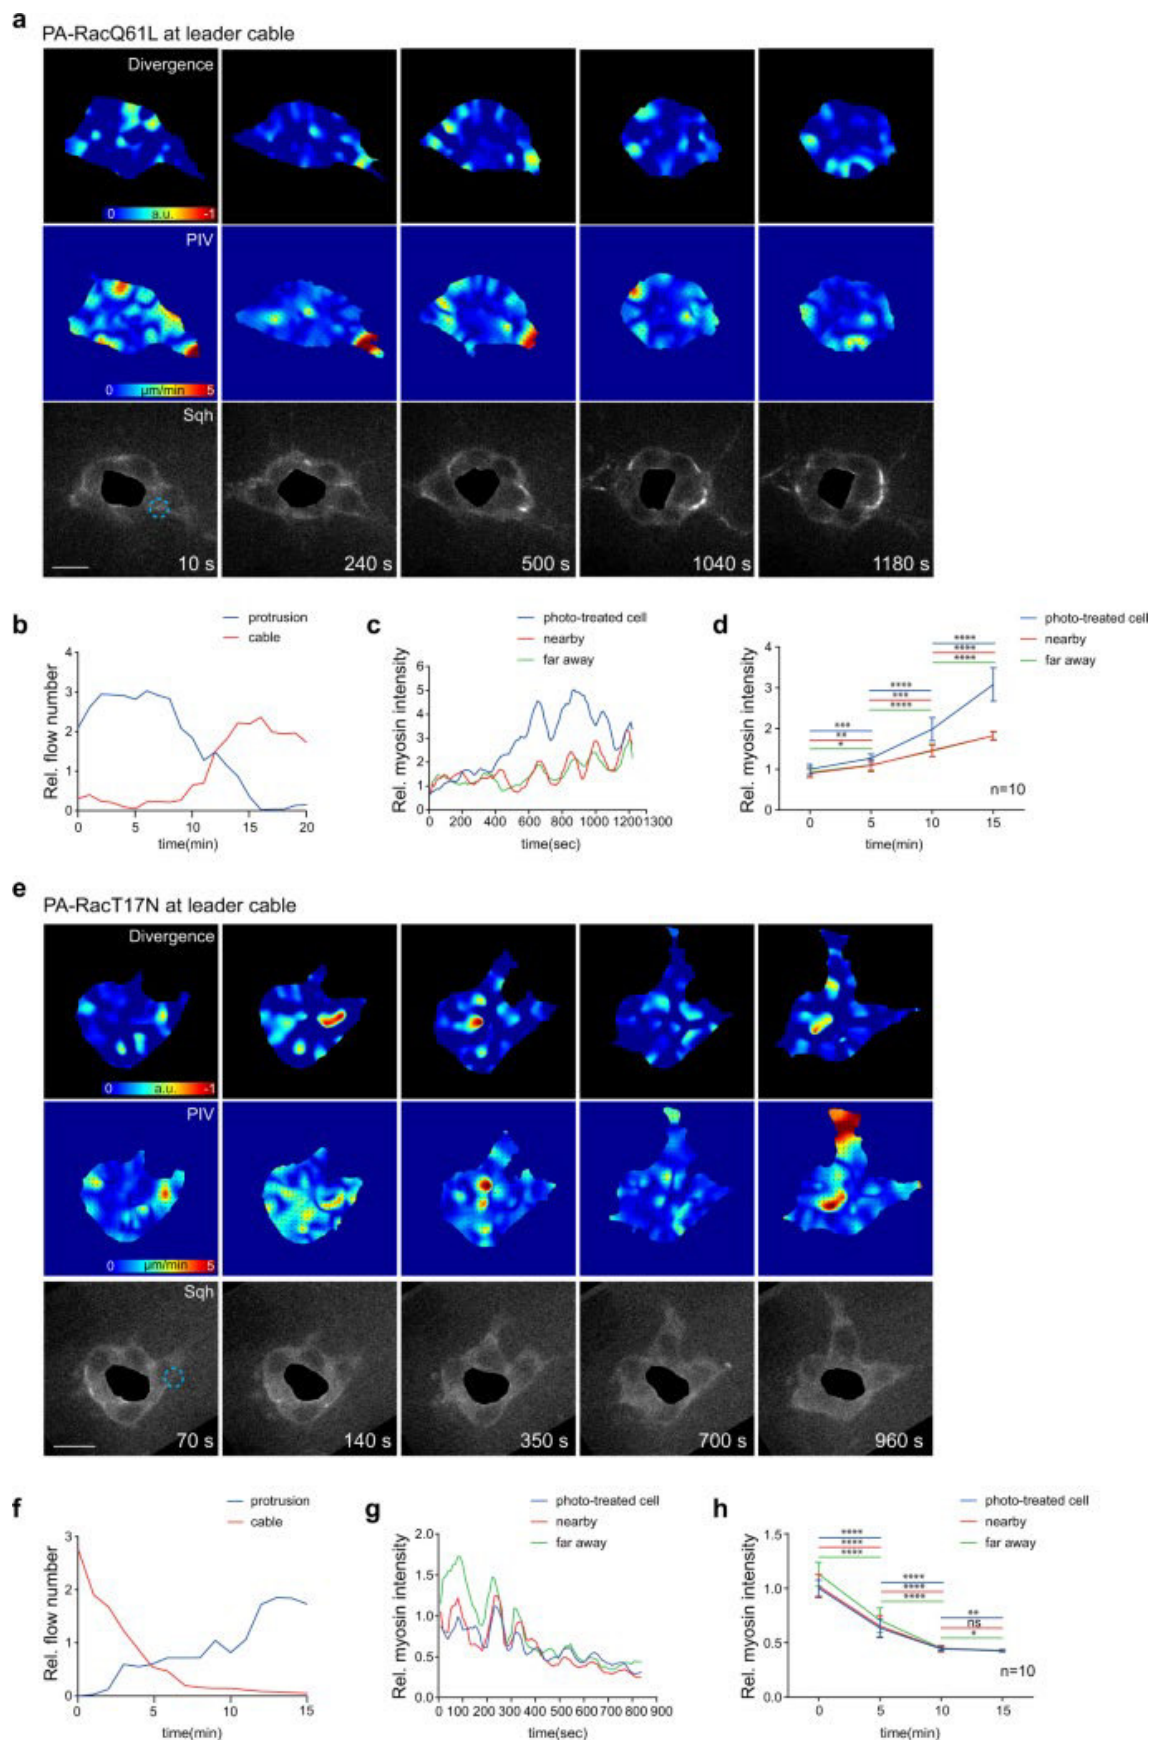 a
PA-RacQ61L at leader cable
Divergence
0 a.u. -1
PIV
0 µm/min 5
Sqh
10 s 240 s 500 s 1040 s 1180 s
b
protrusion
cable
Rel. flow number
4
3
2
1
0
0 5 10 15 20
time(min)
c
photo-treated cell
nearby
far away
Rel. myosin intensity
6
5
4
3
2
1
0
0 200 400 600 800 1000 1200 1300
time(sec)
d
photo-treated cell
nearby
far away
Rel. myosin intensity
4
3
2
1
0
*** ** *
**** *** ****
**** **** ****
n=10
0 5 10 15
time(min)
e
PA-RacT17N at leader cable
Divergence
0 a.u. -1
PIV
0 µm/min 5
Sqh
70 s 140 s 350 s 700 s 960 s
f
protrusion
cable
Rel. flow number
3
2
1
0
0 5 10 15
time(min)
g
photo-treated cell
nearby
far away
Rel. myosin intensity
2.0
1.5
1.0
0.5
0.0
0 100 200 300 400 500 600 700 800 900
time(sec)
h
photo-treated cell
nearby
far away
Rel. myosin intensity
1.5
1.0
0.5
0.0
**** **** ****
**** **** ****
** ns *
n=10
0 5 10 15
time(min)